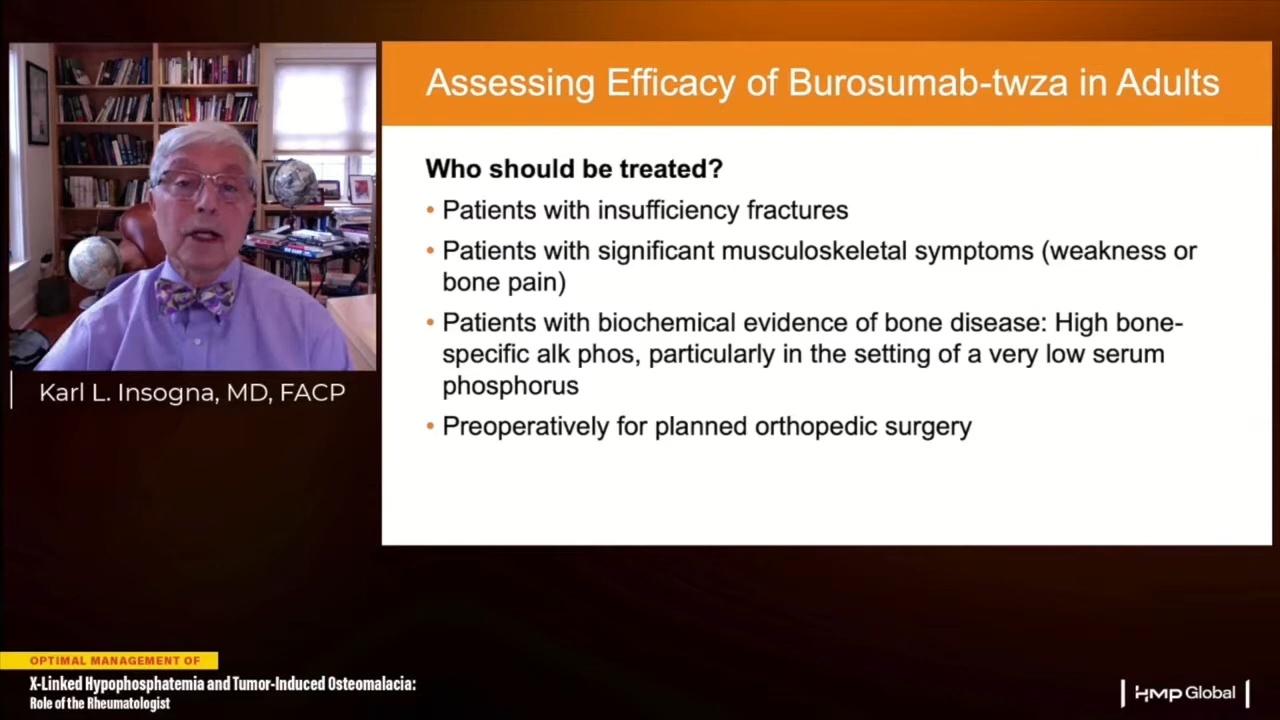 Assessing Efficacy of Burosumab-twza in Adults
Who should be treated?
• Patients with insufficiency fractures
• Patients with significant musculoskeletal symptoms (weakness or
bone pain)
• Patients with biochemical evidence of bone disease: High bone-
specific alk phos, particularly in the setting of a very low serum
phosphorus
• Preoperatively for planned orthopedic surgery
Karl L. Insogna, MD, FACP
OPTIMAL MANAGEMENT OF
X-Linked Hypophosphatemia and Tumor-Induced Osteomalacia:
Role of the Rheumatologist
HMP Global